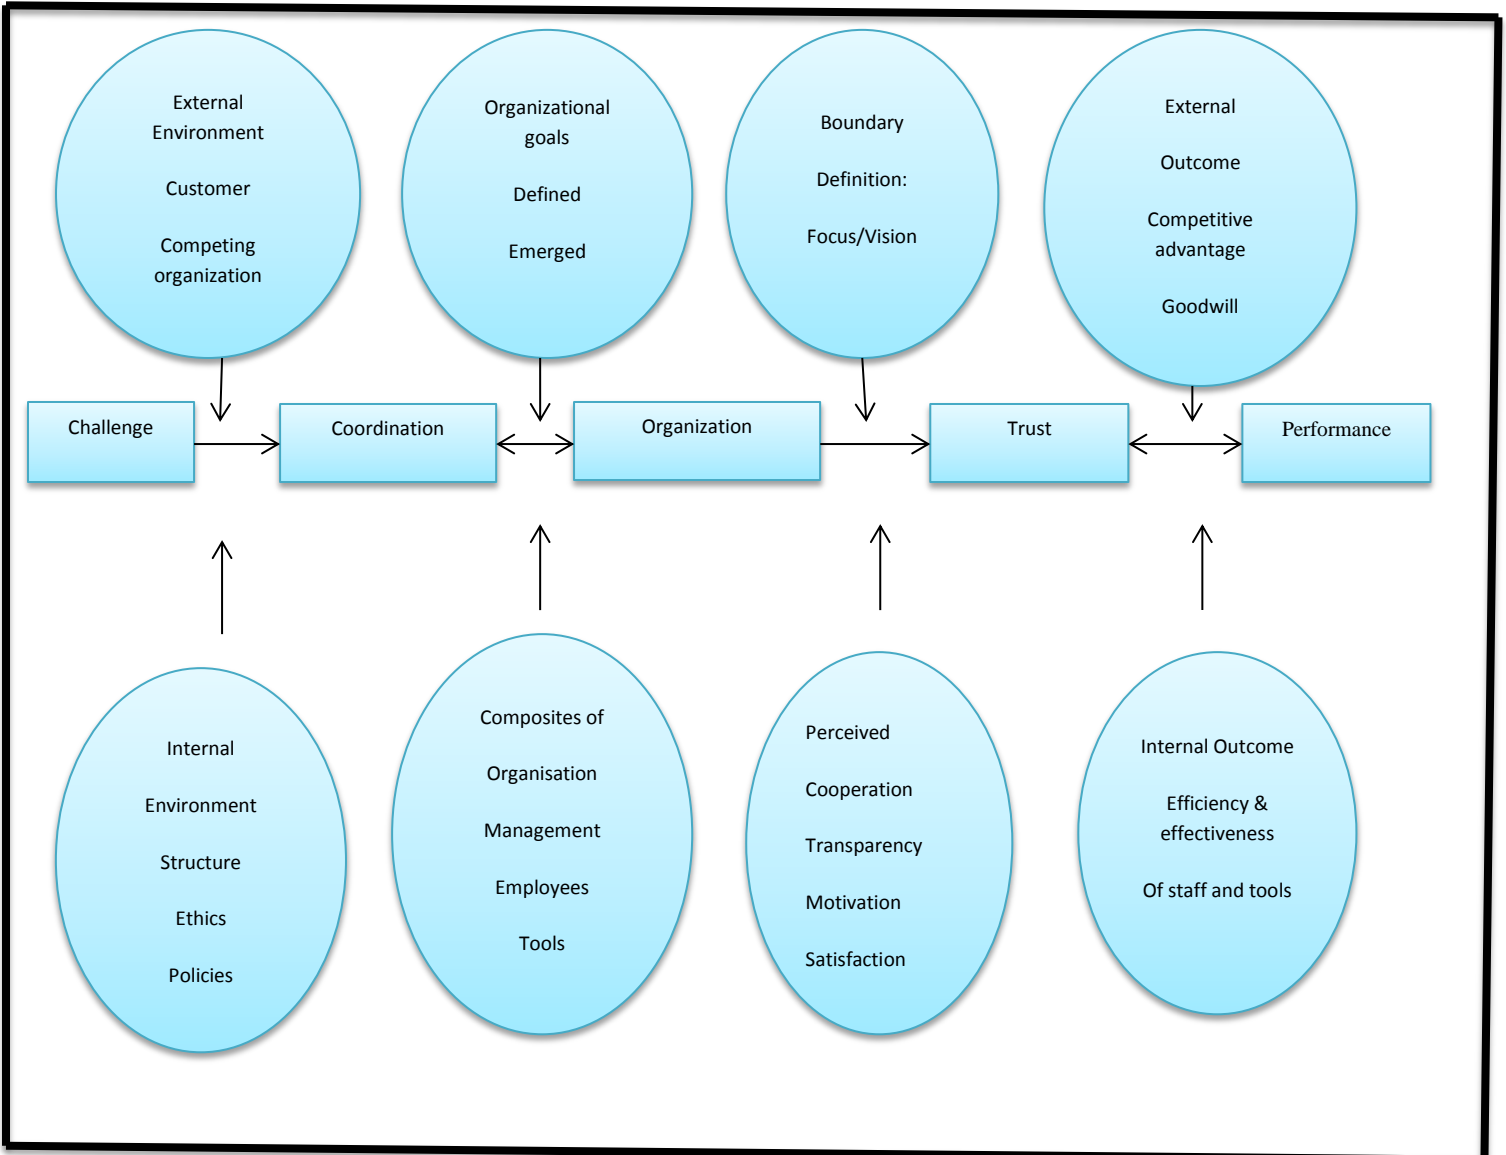 External
Environment
Customer
Competing
organization
Organizational
goals
Defined
Emerged
Boundary
Definition:
Focus/Vision
External
Outcome
Competitive
advantage
Goodwill
Challenge
Coordination
Organization
Trust
Performance
Internal
Environment
Structure
Ethics
Policies
Composites of
Organisation
Management
Employees
Tools
Perceived
Cooperation
Transparency
Motivation
Satisfaction
Internal Outcome
Efficiency &
effectiveness
Of staff and tools